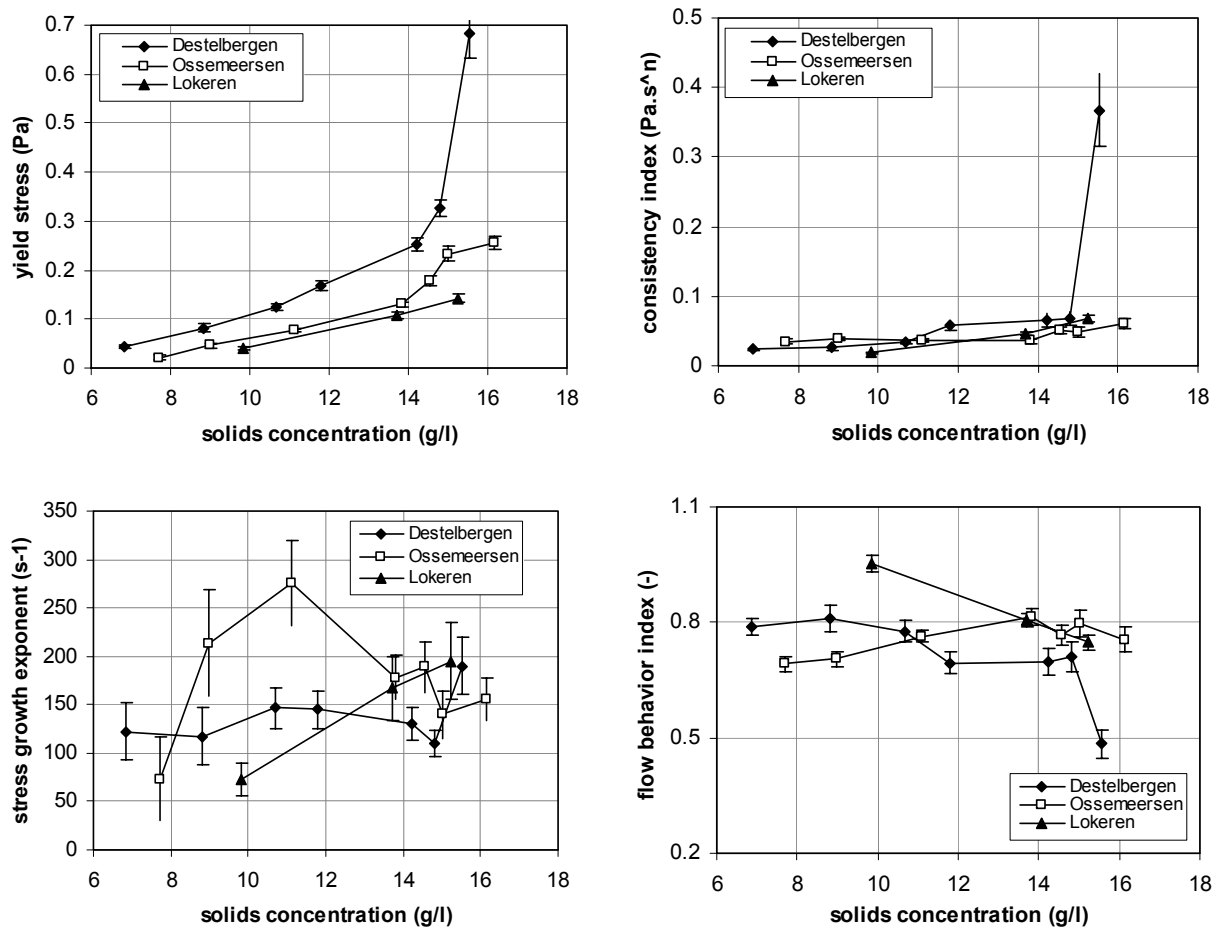 0.7
0.6
0.5
0.4
0.3
0.2
0.1
0
yield stress (Pa)
Destelbergen
Ossemeersen
Lokeren
6 8 10 12 14 16 18
solids concentration (g/l)
0.5
0.4
0.3
0.2
0.1
0
consistency index (Pa.s^n)
Destelbergen
Ossemeersen
Lokeren
6 8 10 12 14 16 18
solids concentration (g/l)
350
300
250
200
150
100
50
0
stress growth exponent (s-1)
Destelbergen
Ossemeersen
Lokeren
6 8 10 12 14 16 18
solids concentration (g/l)
1.1
0.8
0.5
0.2
flow behavior index (-)
Destelbergen
Ossemeersen
Lokeren
6 8 10 12 14 16 18
solids concentration (g/l)